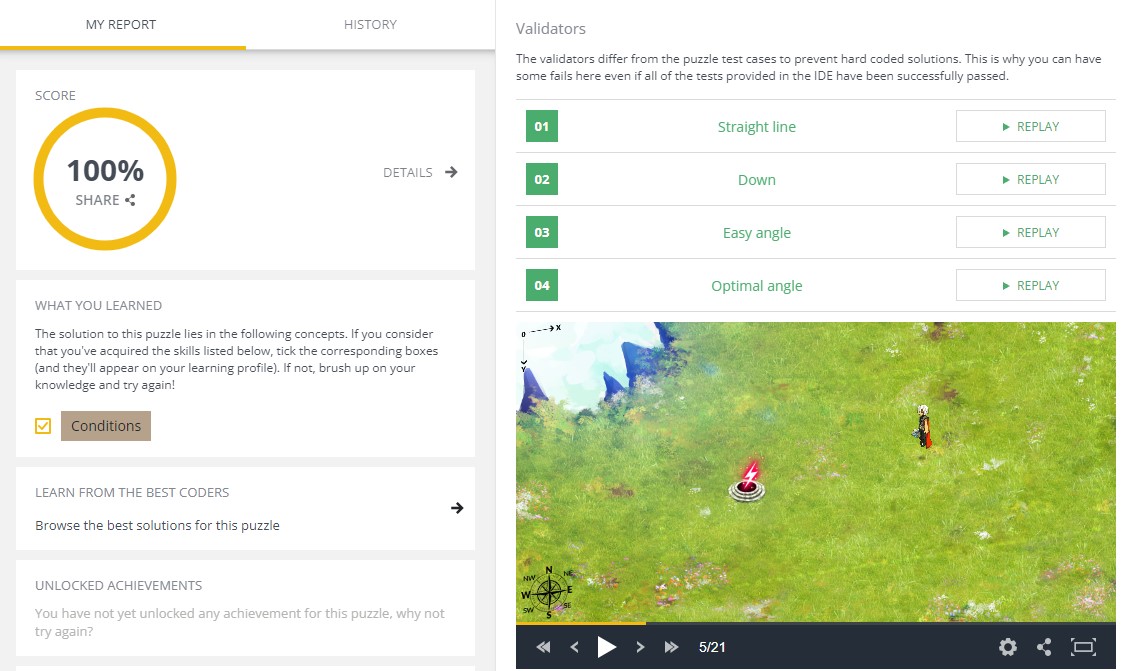 MY REPORT
HISTORY
SCORE
100%
SHARE
DETAILS
WHAT YOU LEARNED
The solution to this puzzle lies in the following concepts. If you consider
that you've acquired the skills listed below, tick the corresponding boxes
(and they'll appear on your learning profile). If not, brush up on your
knowledge and try again!
Conditions
LEARN FROM THE BEST CODERS
Browse the best solutions for this puzzle
UNLOCKED ACHIEVEMENTS
You have not yet unlocked any achievement for this puzzle, why not
try again?
Validators
The validators differ from the puzzle test cases to prevent hard coded solutions. This is why you can have
some fails here even if all of the tests provided in the IDE have been successfully passed.
01 Straight line REPLAY
02 Down REPLAY
03 Easy angle REPLAY
04 Optimal angle REPLAY
0 X
Y
N
NW NE
W E
SW SE
S
5/21